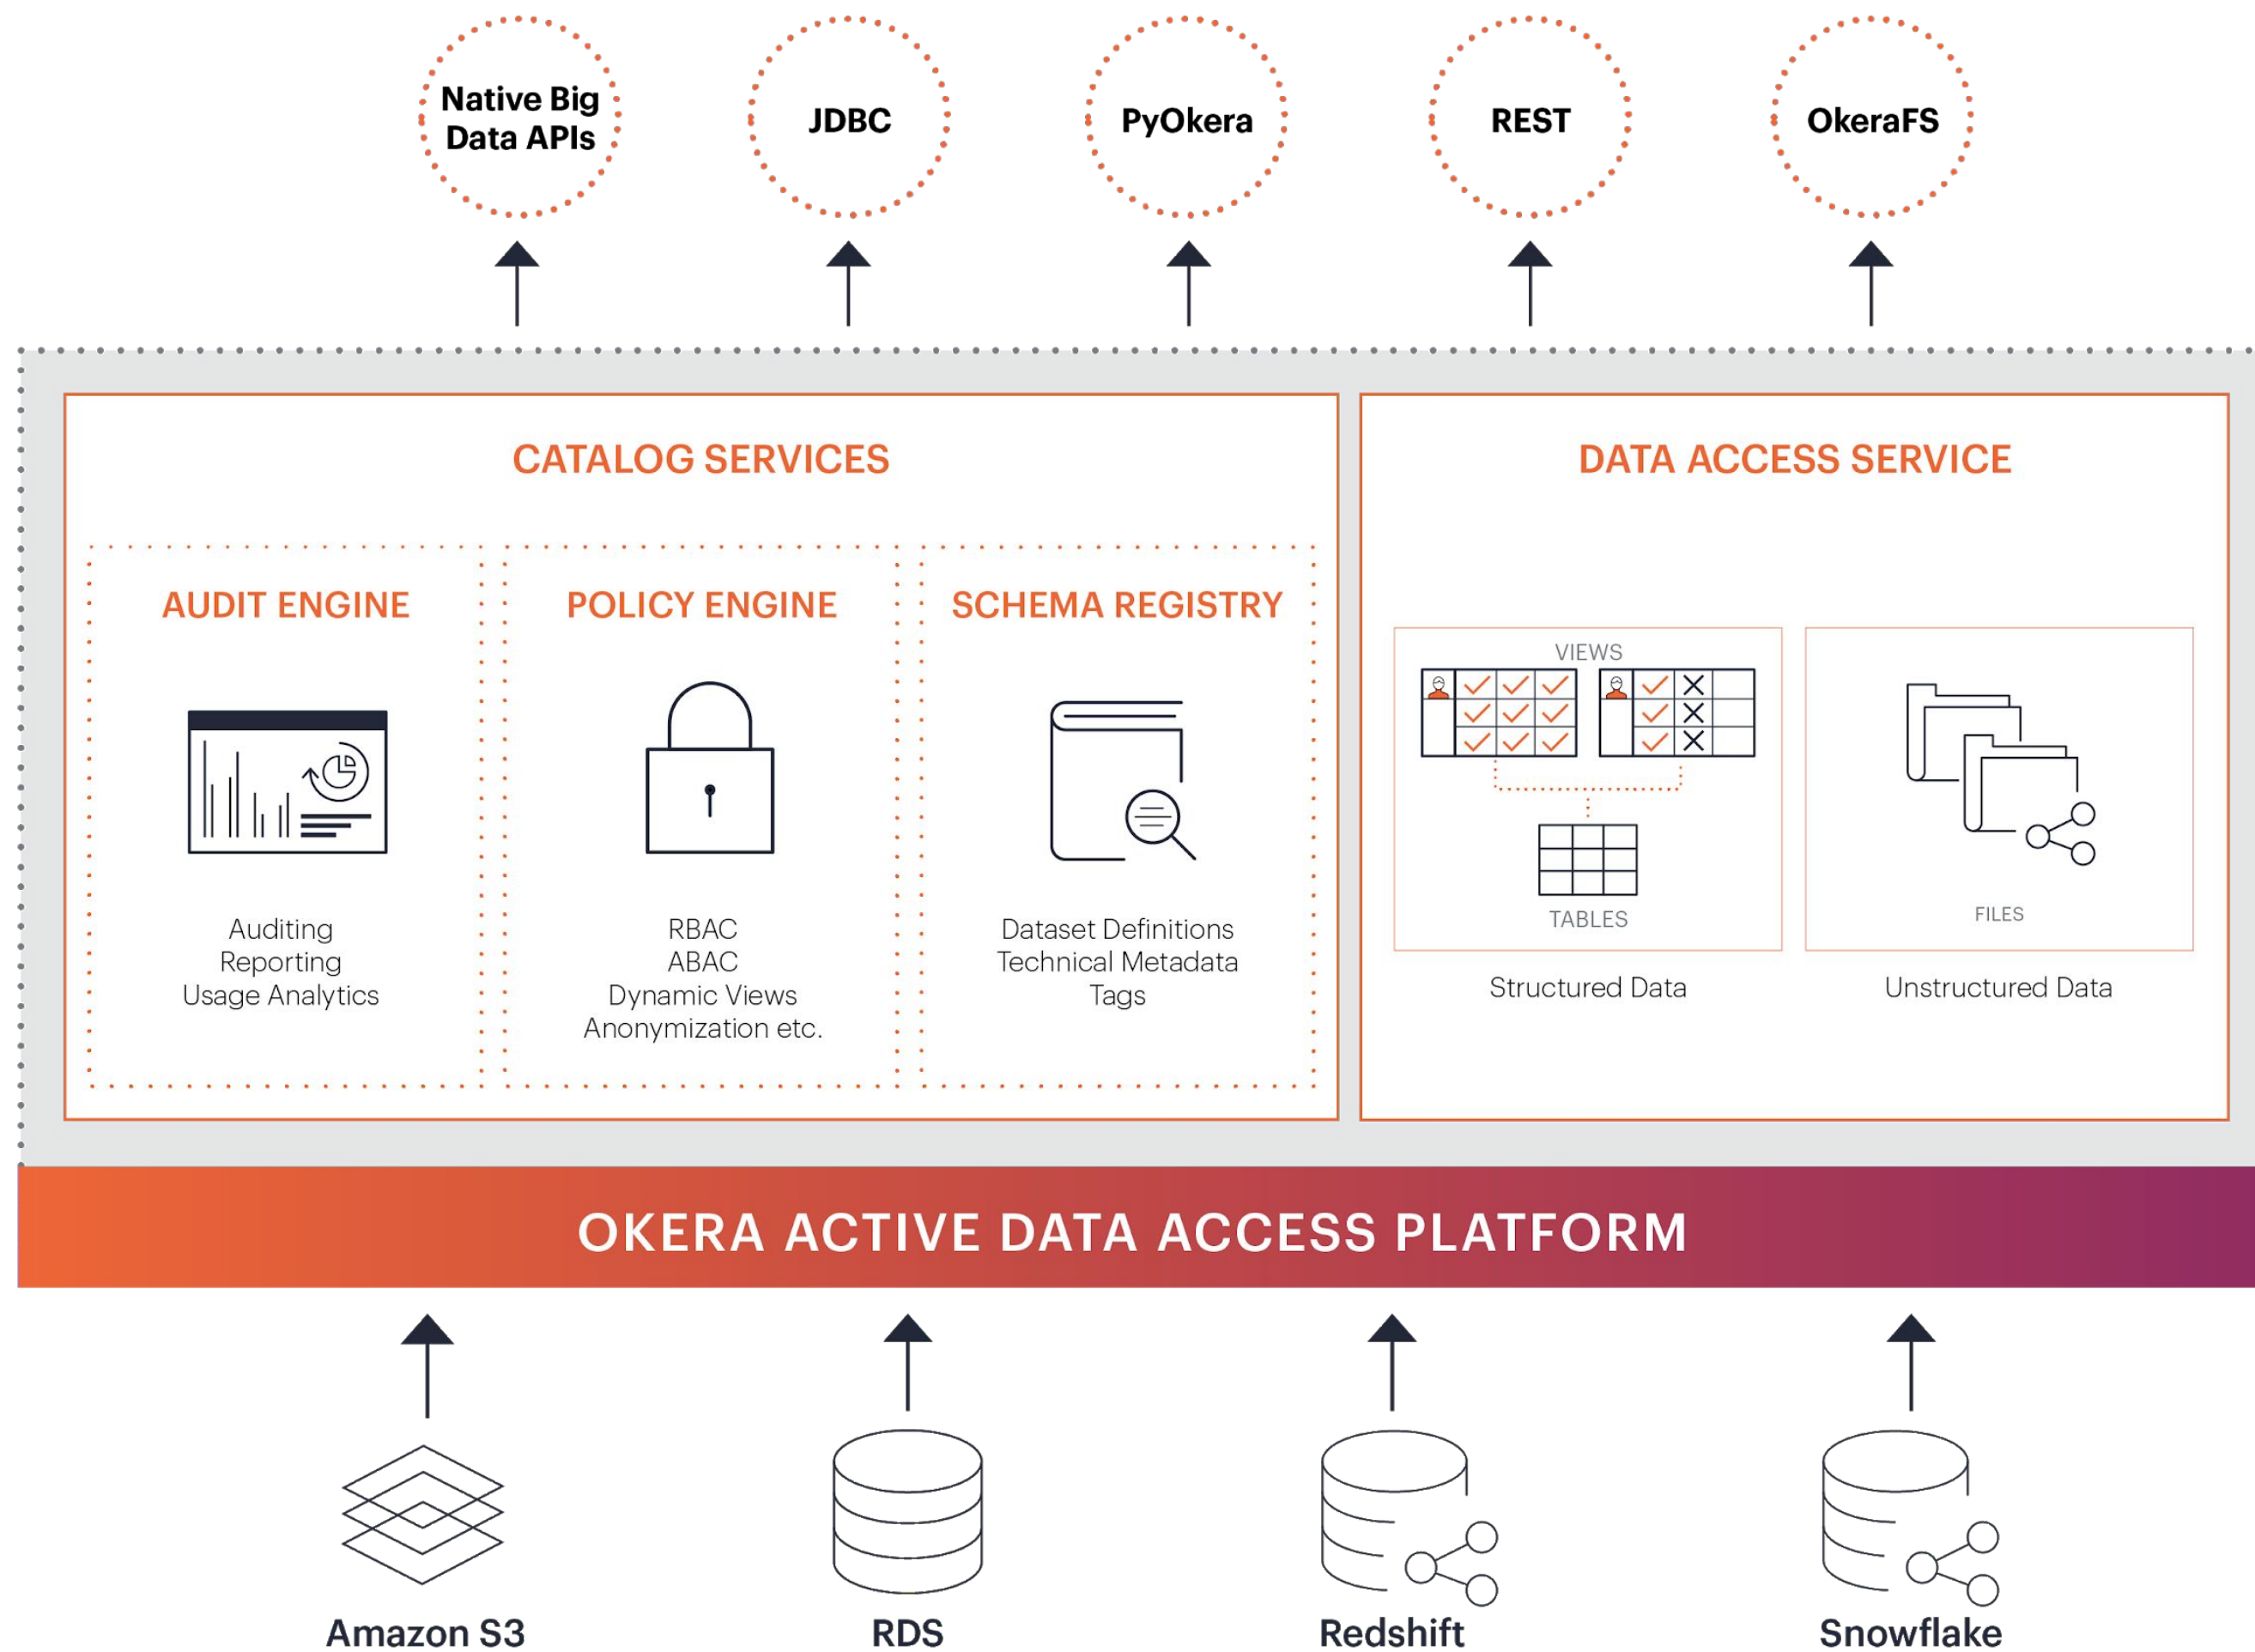 Native Big
Data APIs
JDBC
PyOkera
REST
OkeraFS
CATALOG SERVICES
AUDIT ENGINE
Auditing
Reporting
Usage Analytics
POLICY ENGINE
RBAC
ABAC
Dynamic Views
Anonymization etc.
SCHEMA REGISTRY
Dataset Definitions
Technical Metadata
Tags
DATA ACCESS SERVICE
VIEWS
TABLES
Structured Data
FILES
Unstructured Data
OKERA ACTIVE DATA ACCESS PLATFORM
Amazon S3
RDS
Redshift
Snowflake